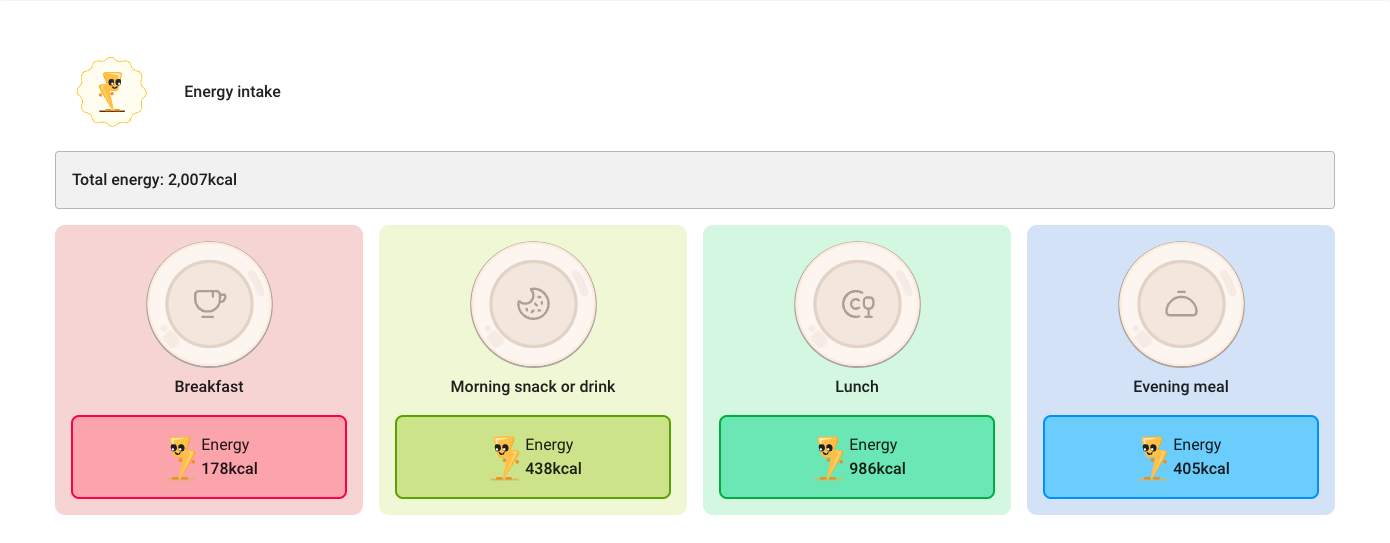 Energy intake
Total energy: 2,007kcal
Breakfast
Energy
178kcal
Morning snack or drink
Energy
438kcal
Lunch
Energy
986kcal
Evening meal
Energy
405kcal